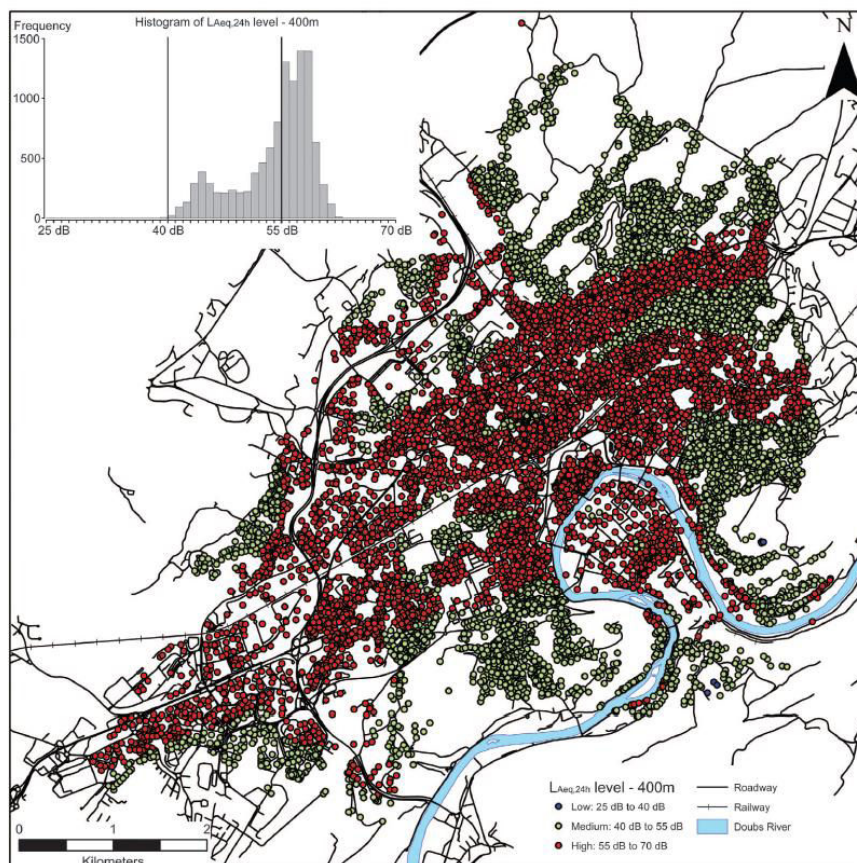 Frequency
Histogram of LAeq,24h level - 400m
1500
1000
500
0
25 dB 40 dB 55 dB 70 dB
N
LAeq,24h level - 400m
Low: 25 dB to 40 dB
Medium: 40 dB to 55 dB
High: 55 dB to 70 dB
Roadway
Railway
Doubs River
0 1 2
Kilometers